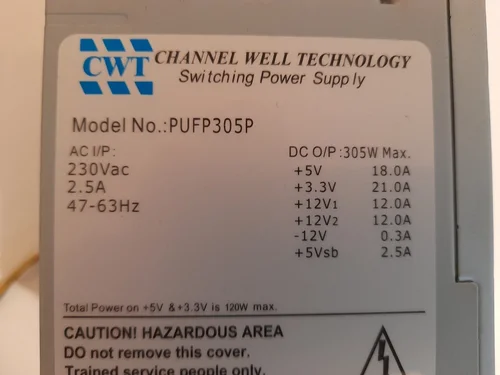 CWT CHANNEL WELL TECHNOLOGY
Switching Power Supply
Model No.:PUFP305P
AC I/P:
230Vac
2.5A
47-63Hz
DC O/P:305W Max.
+5V 18.0A
+3.3V 21.0A
+12V1 12.0A
+12V2 12.0A
-12V 0.3A
+5Vsb 2.5A
Total Power on +5V &+3.3V is 120W max.
CAUTION! HAZARDOUS AREA
DO not remove this cover.
Trained service people only.